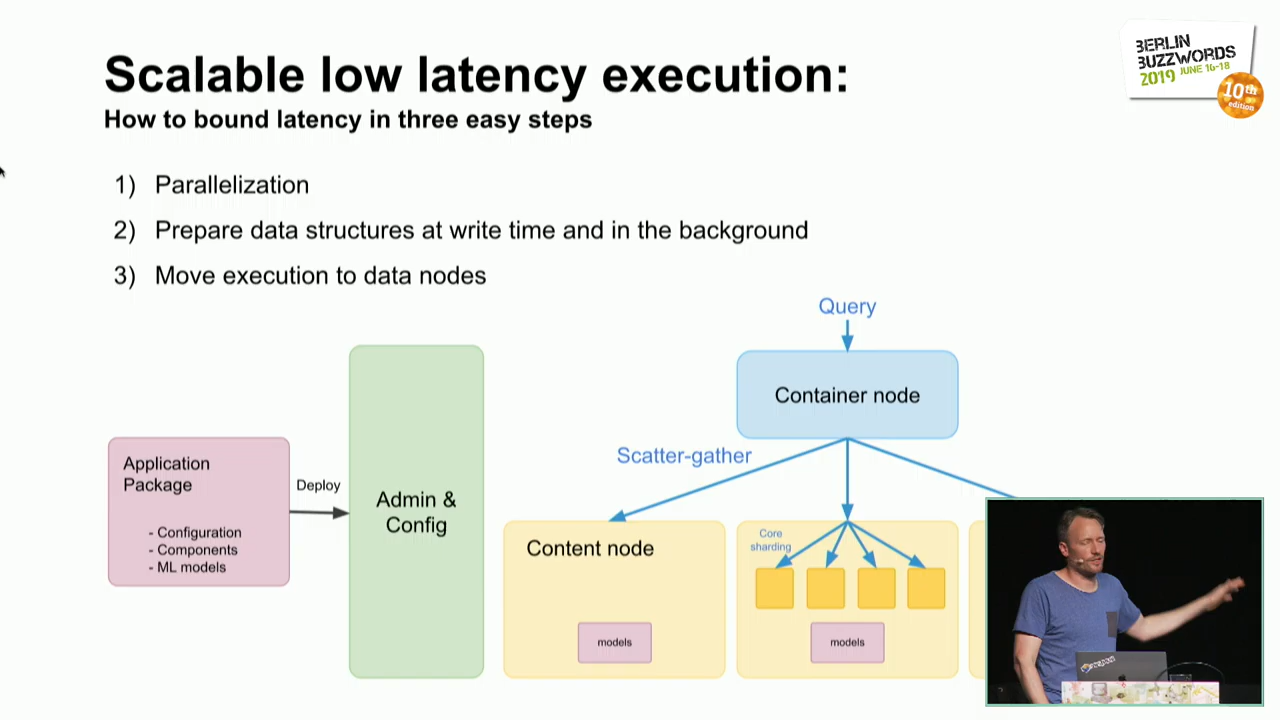 BERLIN
BUZZWORDS
2019 JUNE 16-18
10th
edition
Scalable low latency execution:
How to bound latency in three easy steps
1) Parallelization
2) Prepare data structures at write time and in the background
3) Move execution to data nodes
Query
Container node
Scatter-gather
Application
Package
- Configuration
- Components
- ML models
Deploy
Admin &
Config
Content node
models
Core
sharding
models